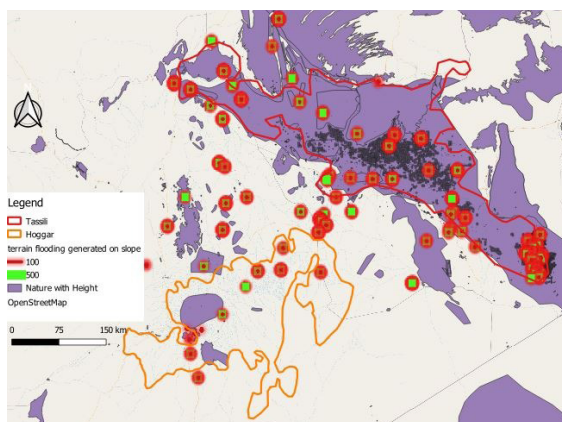 Legend
Tassili
Hoggar
terrain flooding generated on slope
100
500
Nature with Height
OpenStreetMap
0 75 150 km